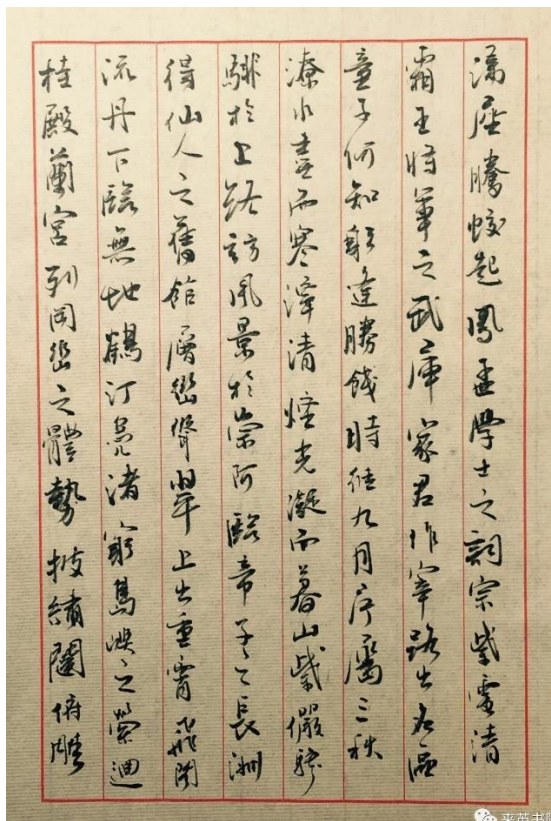 滿座騰蛟起鳳孟學士之詞宗紫電清
霜王將軍之武庫家君作宰路出名區
童子何知躬逢勝餞時維九月序屬三秋
潦水盡而寒潭清煙光凝而暮山紫儼驂
騑於上路訪風景於崇阿臨帝子之長洲
得仙人之舊館層巒聳翠上出重霄飛閣
流丹下臨無地鶴汀鳧渚窮島嶼之縈迴
桂殿蘭宮列岡巒之體勢披繡闥俯雕